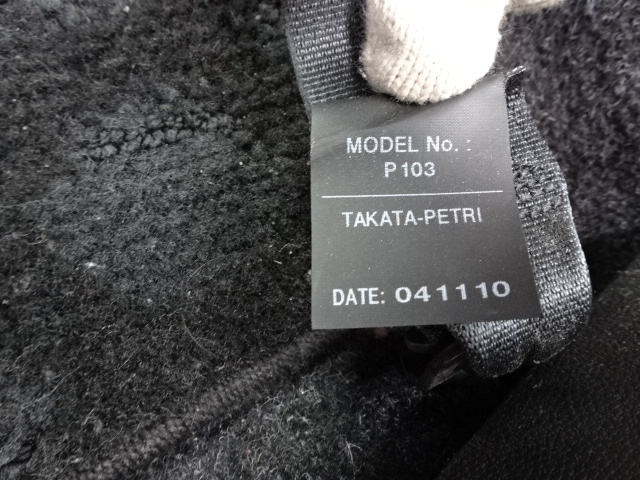 MODEL No. :
P103
TAKATA-PETRI
DATE: 041110